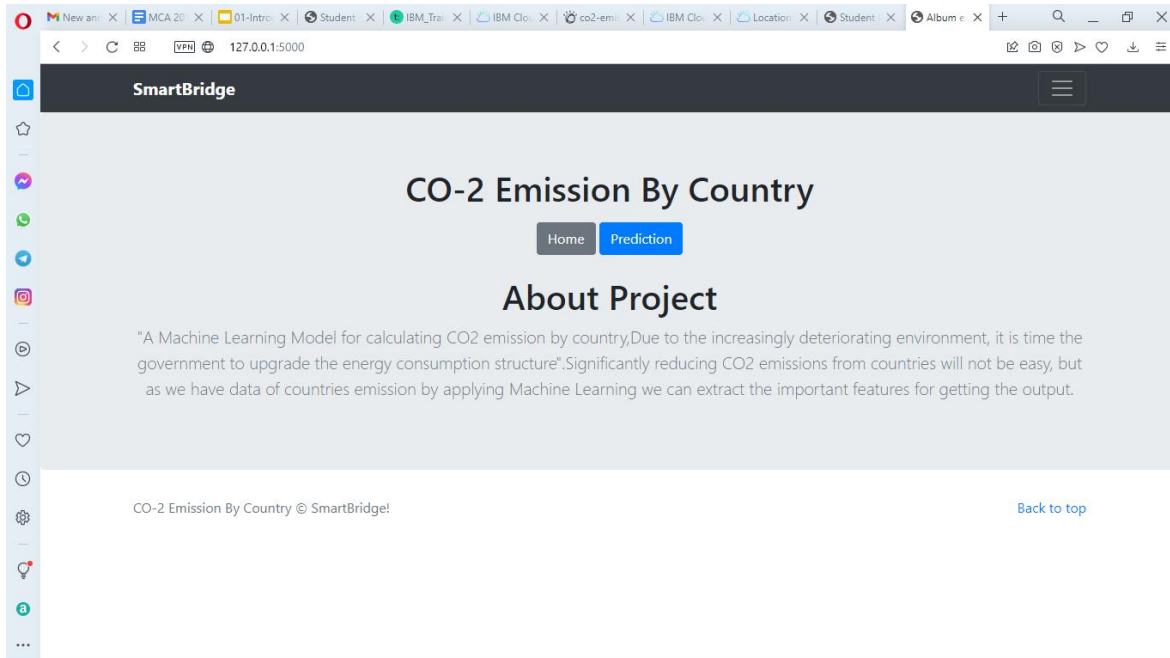 New an
MCA 20
01-Intro
Student
IBM_Trai
IBM Clo
co2-emi
IBM Clo
Location
Student
Album e
VPN
127.0.0.1:5000
SmartBridge
CO-2 Emission By Country
Home
Prediction
About Project
"A Machine Learning Model for calculating CO2 emission by country,Due to the increasingly deteriorating environment, it is time the
government to upgrade the energy consumption structure".Significantly reducing CO2 emissions from countries will not be easy, but
as we have data of countries emission by applying Machine Learning we can extract the important features for getting the output.
CO-2 Emission By Country © SmartBridge!
Back to top